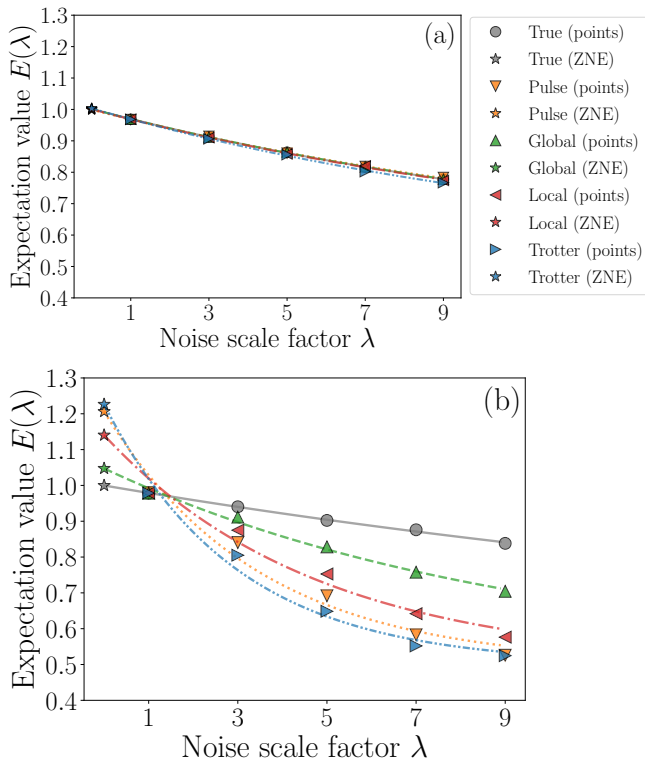 1.3
1.2
1.1
1.0
0.9
0.8
0.7
0.6
0.5
0.4
Expectation value E(λ)
(a)
1 3 5 7 9
Noise scale factor λ
True (points)
True (ZNE)
Pulse (points)
Pulse (ZNE)
Global (points)
Global (ZNE)
Local (points)
Local (ZNE)
Trotter (points)
Trotter (ZNE)
1.3
1.2
1.1
1.0
0.9
0.8
0.7
0.6
0.5
0.4
Expectation value E(λ)
(b)
1 3 5 7 9
Noise scale factor λ